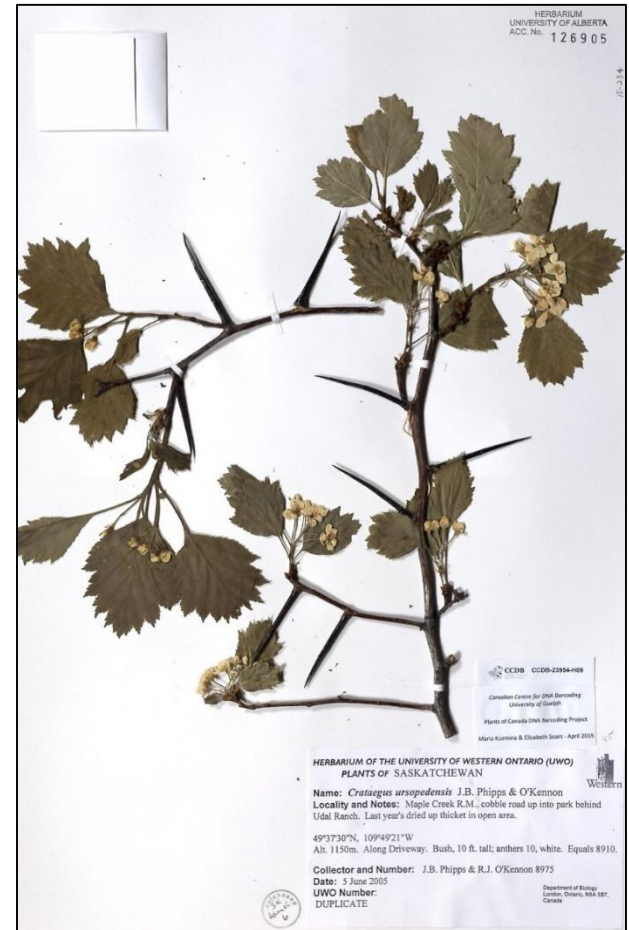 HERBARIUM
UNIVERSITY OF ALBERTA
ACC. No. 126905
15-234
CCDB CCDB-23954-H09
Canadian Centre for DNA Barcoding
University of Guelph
Plants of Canada DNA Barcoding Project
Maria Kuzmina & Elizabeth Sears - April 2015
HERBARIUM OF THE UNIVERSITY OF WESTERN ONTARIO (UWO)
PLANTS OF SASKATCHEWAN
Western
Name: Crataegus ursopedensis J.B. Phipps & O'Kennon
Locality and Notes: Maple Creek R.M., cobble road up into park behind
Udal Ranch. Last year's dried up thicket in open area.
49°37'30"N, 109°49'21"W
Alt. 1150m. Along Driveway. Bush, 10 ft. tall; anthers 10, white. Equals 8910.
Collector and Number: J.B. Phipps & R.J. O'Kennon 8975
Date: 5 June 2005
UWO Number:
DUPLICATE
Department of Biology
London, Ontario, N6A 5B7,
Canada